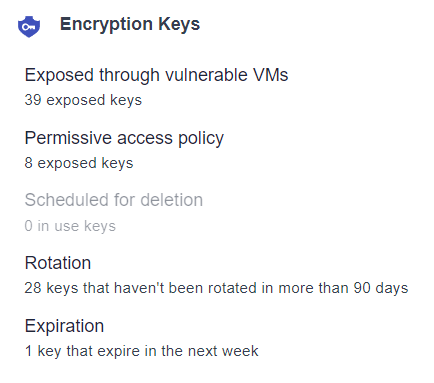 Encryption Keys
Exposed through vulnerable VMs
39 exposed keys
Permissive access policy
8 exposed keys
Scheduled for deletion
0 in use keys
Rotation
28 keys that haven't been rotated in more than 90 days
Expiration
1 key that expire in the next week